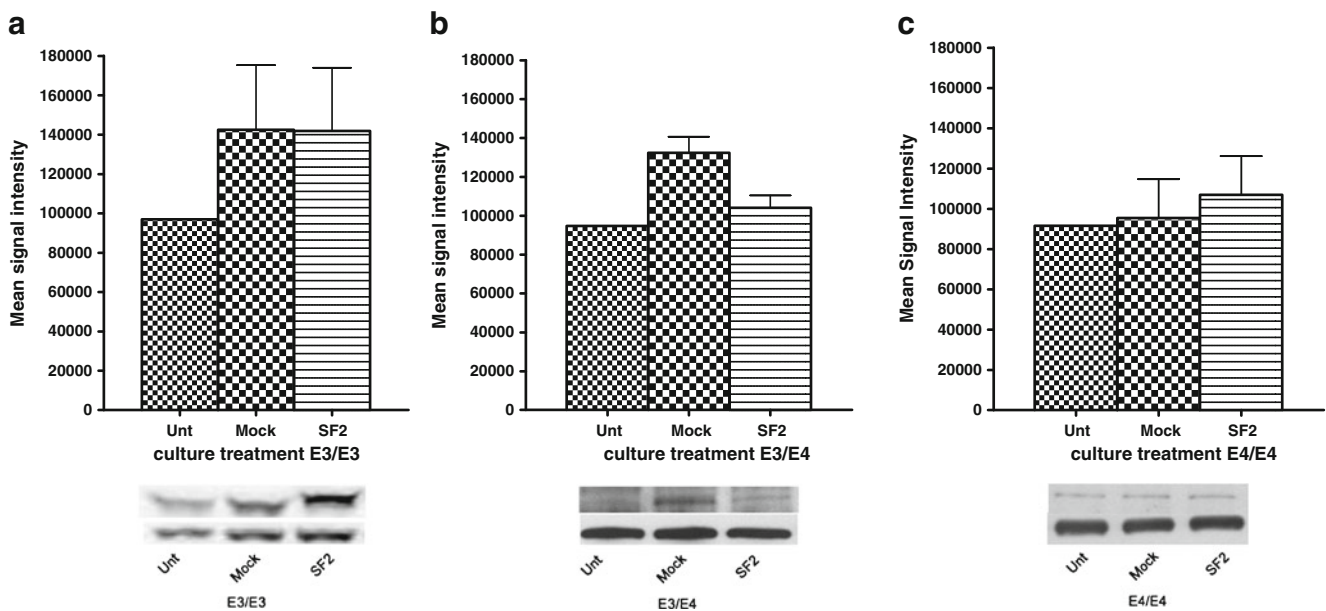 a
Mean signal intensity
180000
160000
140000
120000
100000
80000
60000
40000
20000
0
Unt Mock SF2
culture treatment E3/E3
Unt Mock SF2
E3/E3
b
Mean signal intensity
180000
160000
140000
120000
100000
80000
60000
40000
20000
0
Unt Mock SF2
culture treatment E3/E4
Unt Mock SF2
E3/E4
c
Mean Signal Intensity
180000
160000
140000
120000
100000
80000
60000
40000
20000
0
Unt Mock SF2
culture treatment E4/E4
Unt Mock SF2
E4/E4